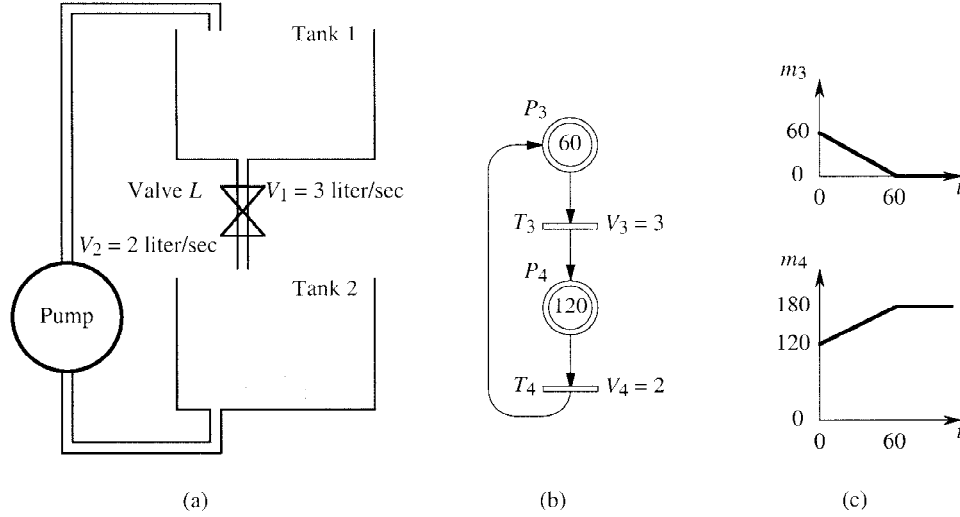 Tank 1
Valve L
V1 = 3 liter/sec
V2 = 2 liter/sec
Tank 2
Pump
(a)
P3
60
T3
V3 = 3
P4
120
T4
V4 = 2
(b)
m3
60
0
0
60
t
m4
180
120
0
0
60
t
(c)